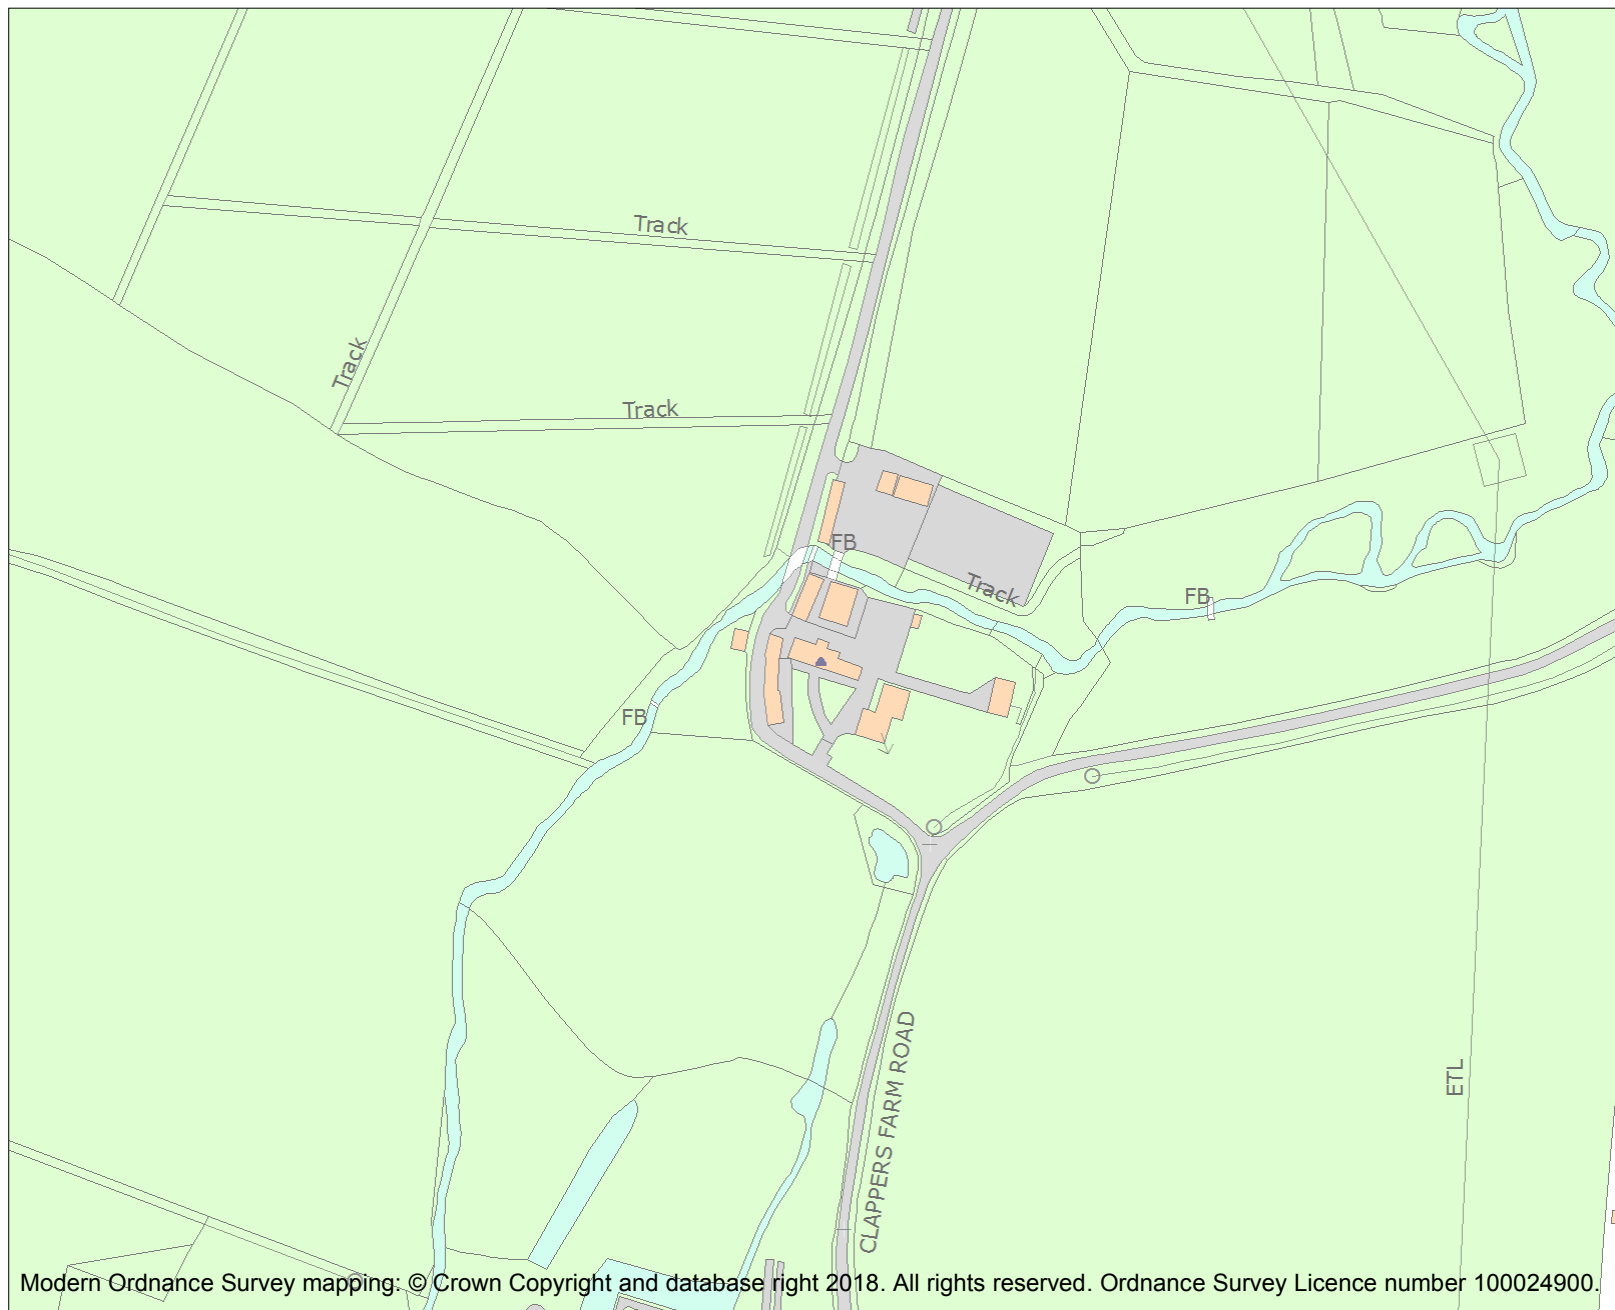 Track
Track
Track
FB
Track
FB
FB
CLAPPERS FARM ROAD
ETL
Modern Ordnance Survey mapping: © Crown Copyright and database right 2018. All rights reserved. Ordnance Survey Licence number 100024900.